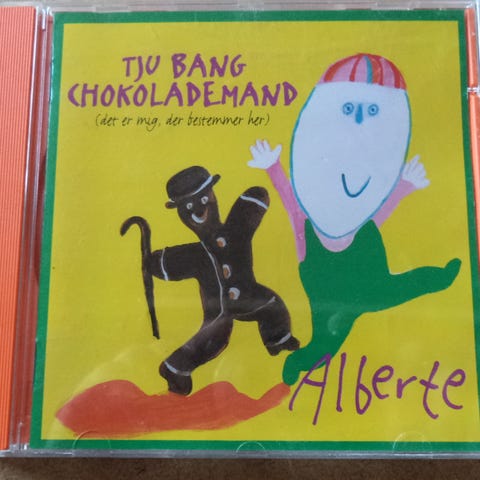 TJU BANG
CHOKOLADEMAND
(det er mig, der bestemmer her)
Alberte